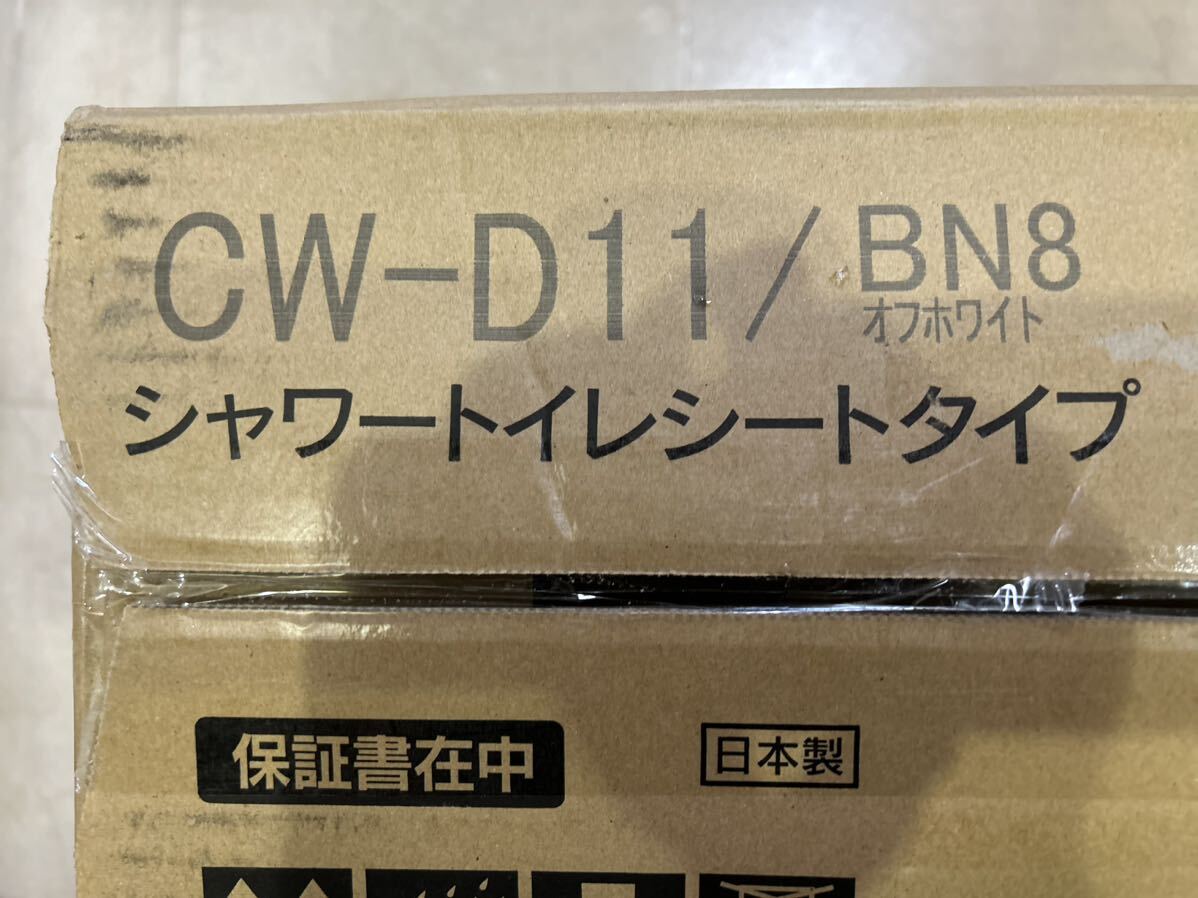 CW-D11/BN8
オフホワイト
シャワートイレシートタイプ
保証書在中
日本製